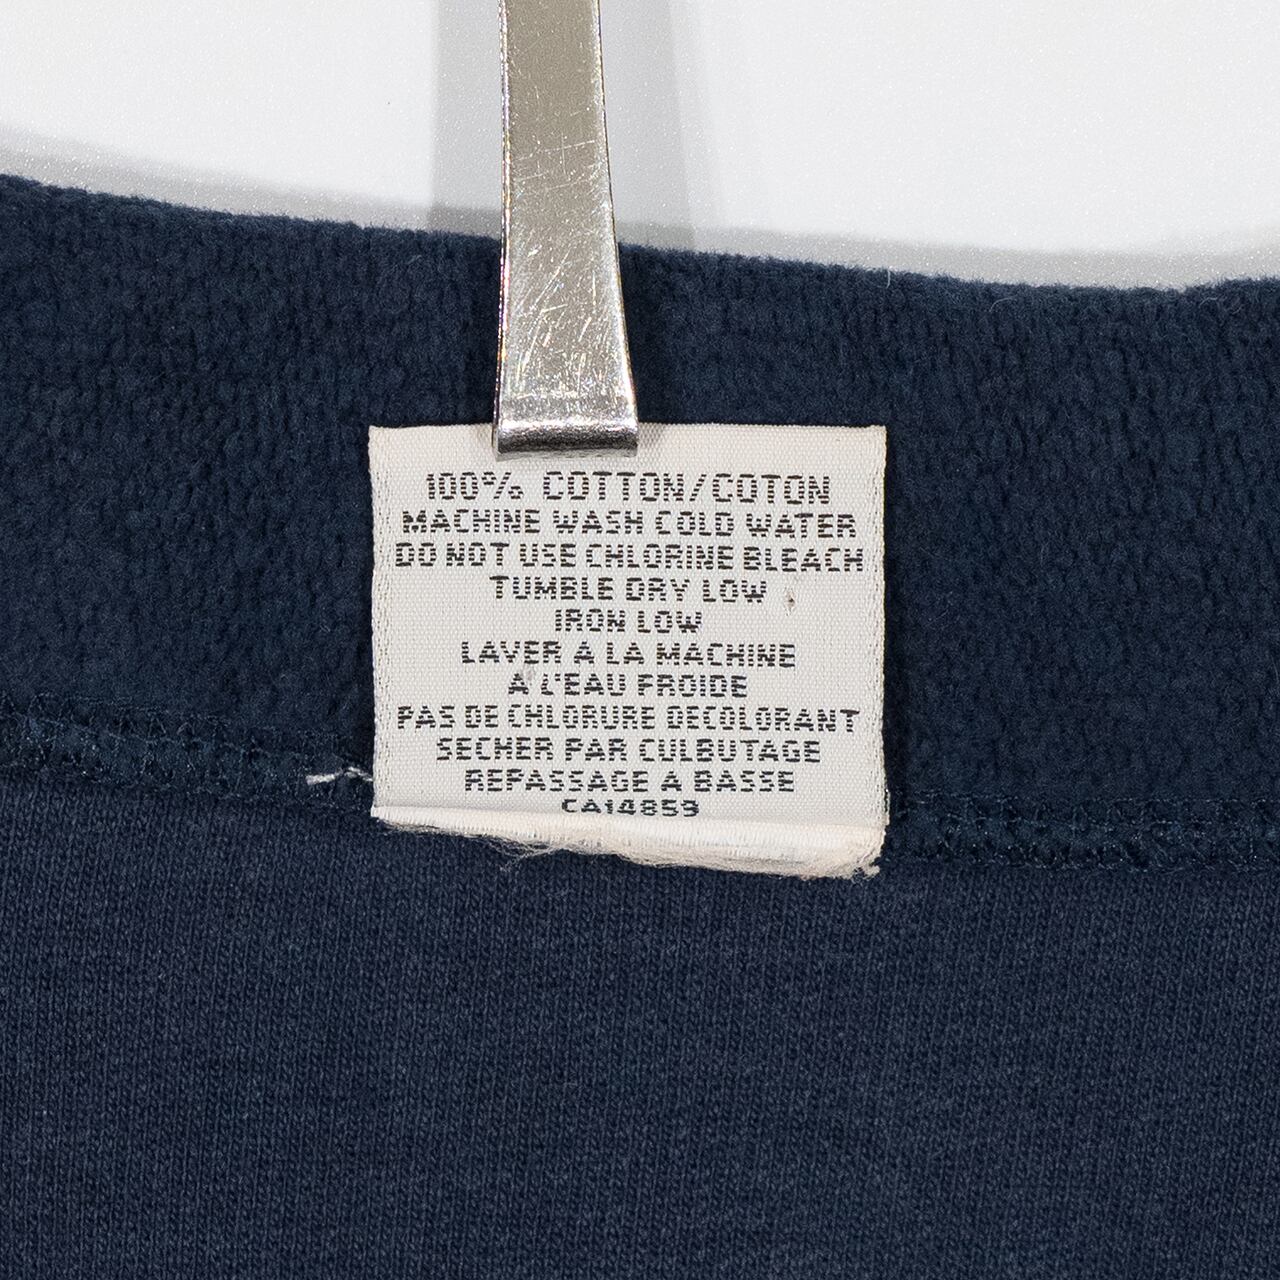 100% COTTON/COTON
MACHINE WASH COLD WATER
DO NOT USE CHLORINE BLEACH
TUMBLE DRY LOW
IRON LOW
LAVER A LA MACHINE
A L'EAU FROIDE
PAS DE CHLORURE DECOLORANT
SECHER PAR CULBUTAGE
REPASSAGE A BASSE
CA14859